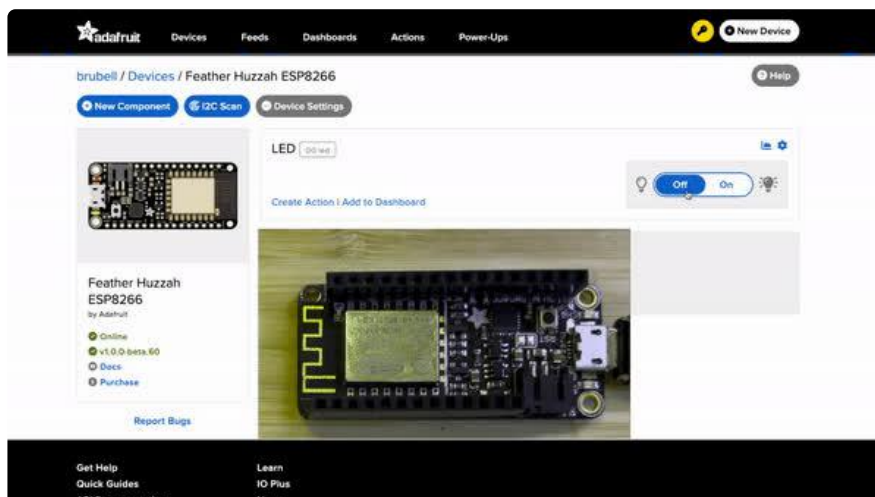 adafruit Devices Feeds Dashboards Actions Power-Ups New Device
brubell / Devices / Feather Huzzah ESP8266
Help
New Component I2C Scan Device Settings
LED
Off On
Create Action | Add to Dashboard
Feather Huzzah
ESP8266
by Adafruit
Online
v1.0.0-beta.60
Docs
Purchase
Report Bugs
Get Help Learn
Quick Guides IO Plus